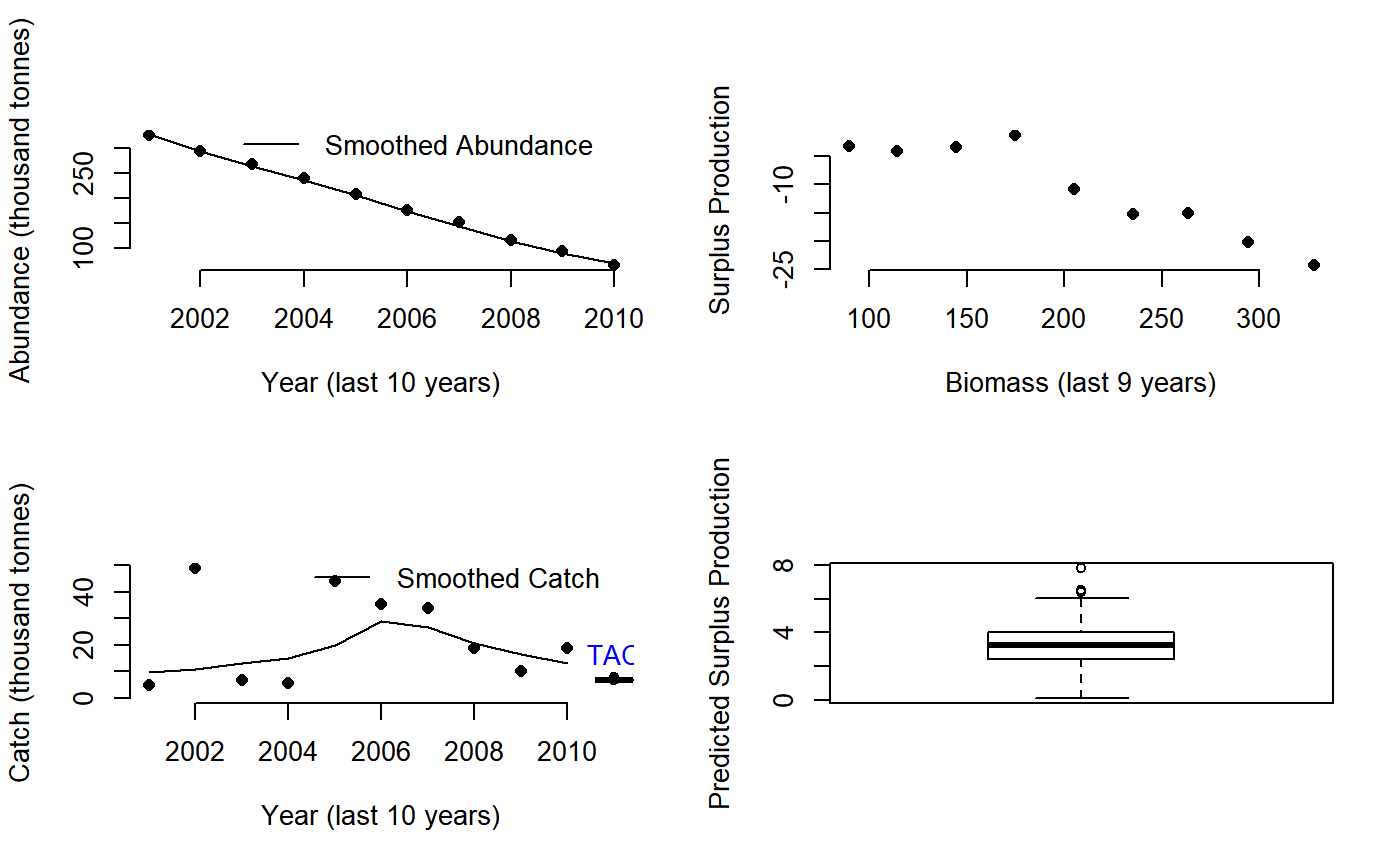 Abundance (thousand tonnes)
250
100
Smoothed Abundance
2002 2004 2006 2008 2010
Year (last 10 years)
Surplus Production
-10
-25
100 150 200 250 300
Biomass (last 9 years)
Catch (thousand tonnes)
40
20
0
Smoothed Catch
TAC
2002 2004 2006 2008 2010
Year (last 10 years)
Predicted Surplus Production
8
4
0